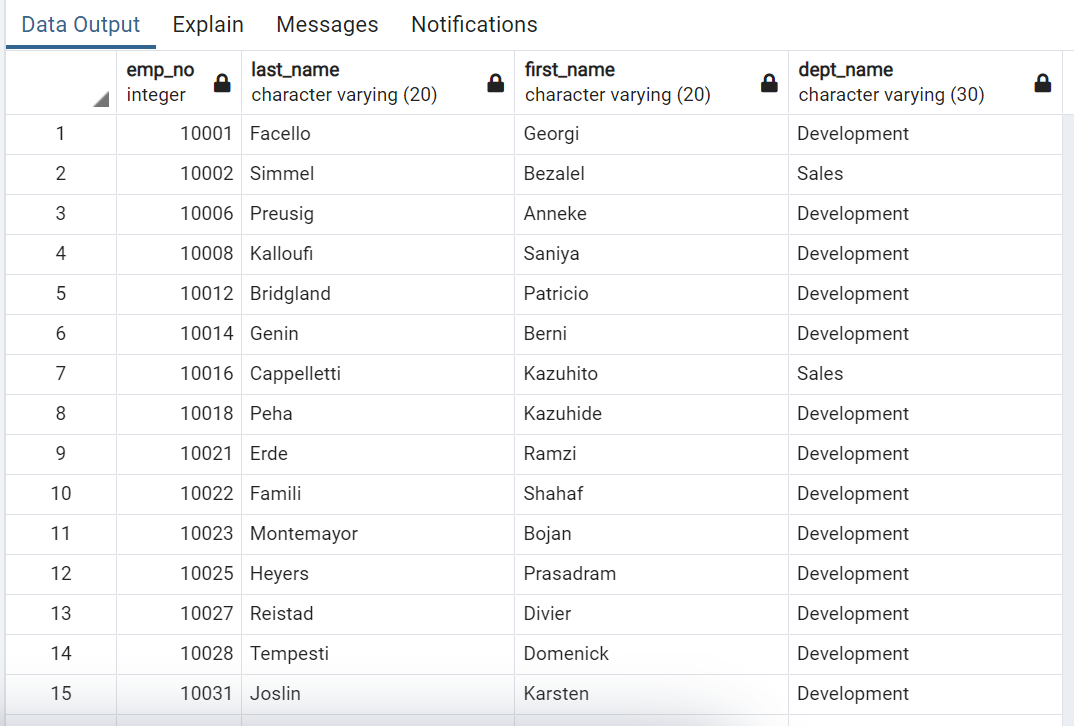 Data Output Explain Messages Notifications
emp_no last_name first_name dept_name
integer character varying (20) character varying (20) character varying (30)
1 10001 Facello Georgi Development
2 10002 Simmel Bezalel Sales
3 10006 Preusig Anneke Development
4 10008 Kalloufi Saniya Development
5 10012 Bridgland Patricio Development
6 10014 Genin Berni Development
7 10016 Cappelletti Kazuhito Sales
8 10018 Peha Kazuhide Development
9 10021 Erde Ramzi Development
10 10022 Famili Shahaf Development
11 10023 Montemayor Bojan Development
12 10025 Heyers Prasadram Development
13 10027 Reistad Divier Development
14 10028 Tempesti Domenick Development
15 10031 Joslin Karsten Development